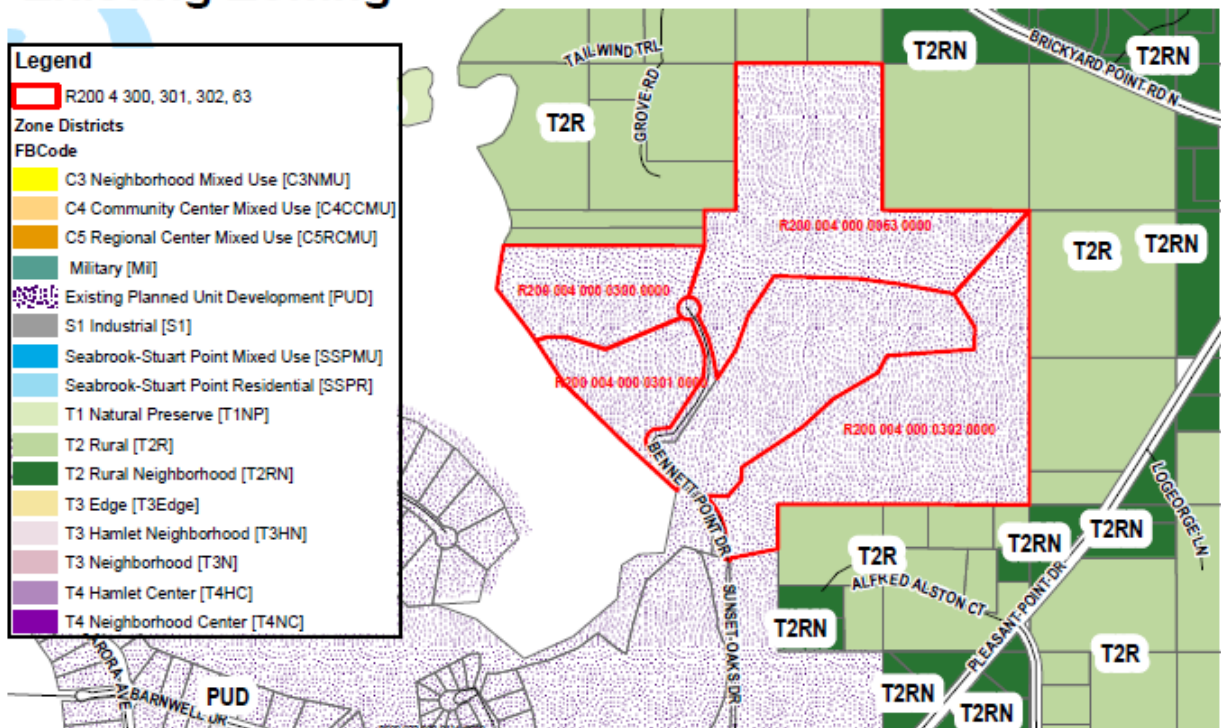 Legend
R200 4 300, 301, 302, 63
Zone Districts
FBCode
C3 Neighborhood Mixed Use [C3NMU]
C4 Community Center Mixed Use [C4CCMU]
C5 Regional Center Mixed Use [C5RCMU]
Military [Mil]
Existing Planned Unit Development [PUD]
S1 Industrial [S1]
Seabrook-Stuart Point Mixed Use [SSPMU]
Seabrook-Stuart Point Residential [SSPR]
T1 Natural Preserve [T1NP]
T2 Rural [T2R]
T2 Rural Neighborhood [T2RN]
T3 Edge [T3Edge]
T3 Hamlet Neighborhood [T3HN]
T3 Neighborhood [T3N]
T4 Hamlet Center [T4HC]
T4 Neighborhood Center [T4NC]
TAILWIND TRL
GROVE RD
T2R
T2RN
BRICKYARD POINT RD N
T2RN
R200 004 000 0063 0000
T2R
T2RN
R200 004 000 0300 0000
R200 004 000 0301 0000
R200 004 000 0302 0000
BENNETT POINT DR
SUNSET OAKS DR
T2R
ALFRED ALSTON CT
T2RN
T2RN
T2RN
LOGEORGE LN
PLEASANT POINT DR
T2R
T2RN
T2RN
PUD
BARNWELL DR